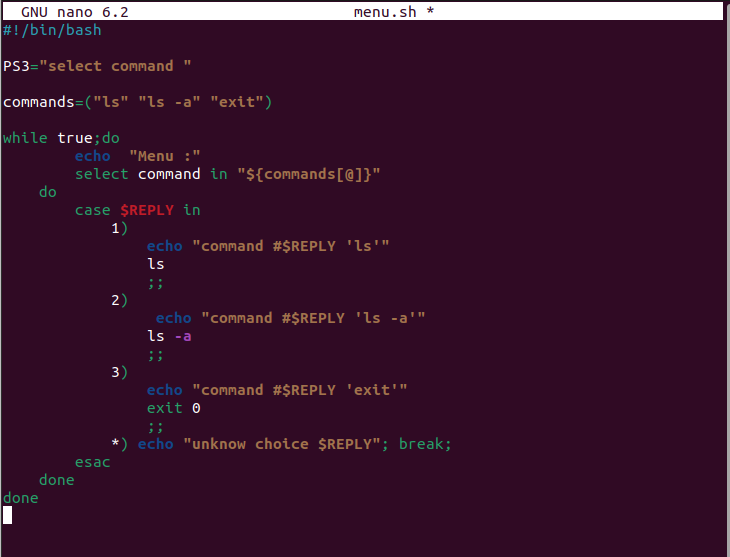 GNU nano 6.2 menu.sh *
#!/bin/bash
PS3="select command "
commands=("ls" "ls -a" "exit")
while true;do
echo  "Menu :"
select command in "${commands[@]}"
do
case $REPLY in
1)
echo "command #$REPLY 'ls'"
ls
;;
2)
echo "command #$REPLY 'ls -a'"
ls -a
;;
3)
echo "command #$REPLY 'exit'"
exit 0
;;
*) echo "unknow choice $REPLY"; break;
esac
done
done